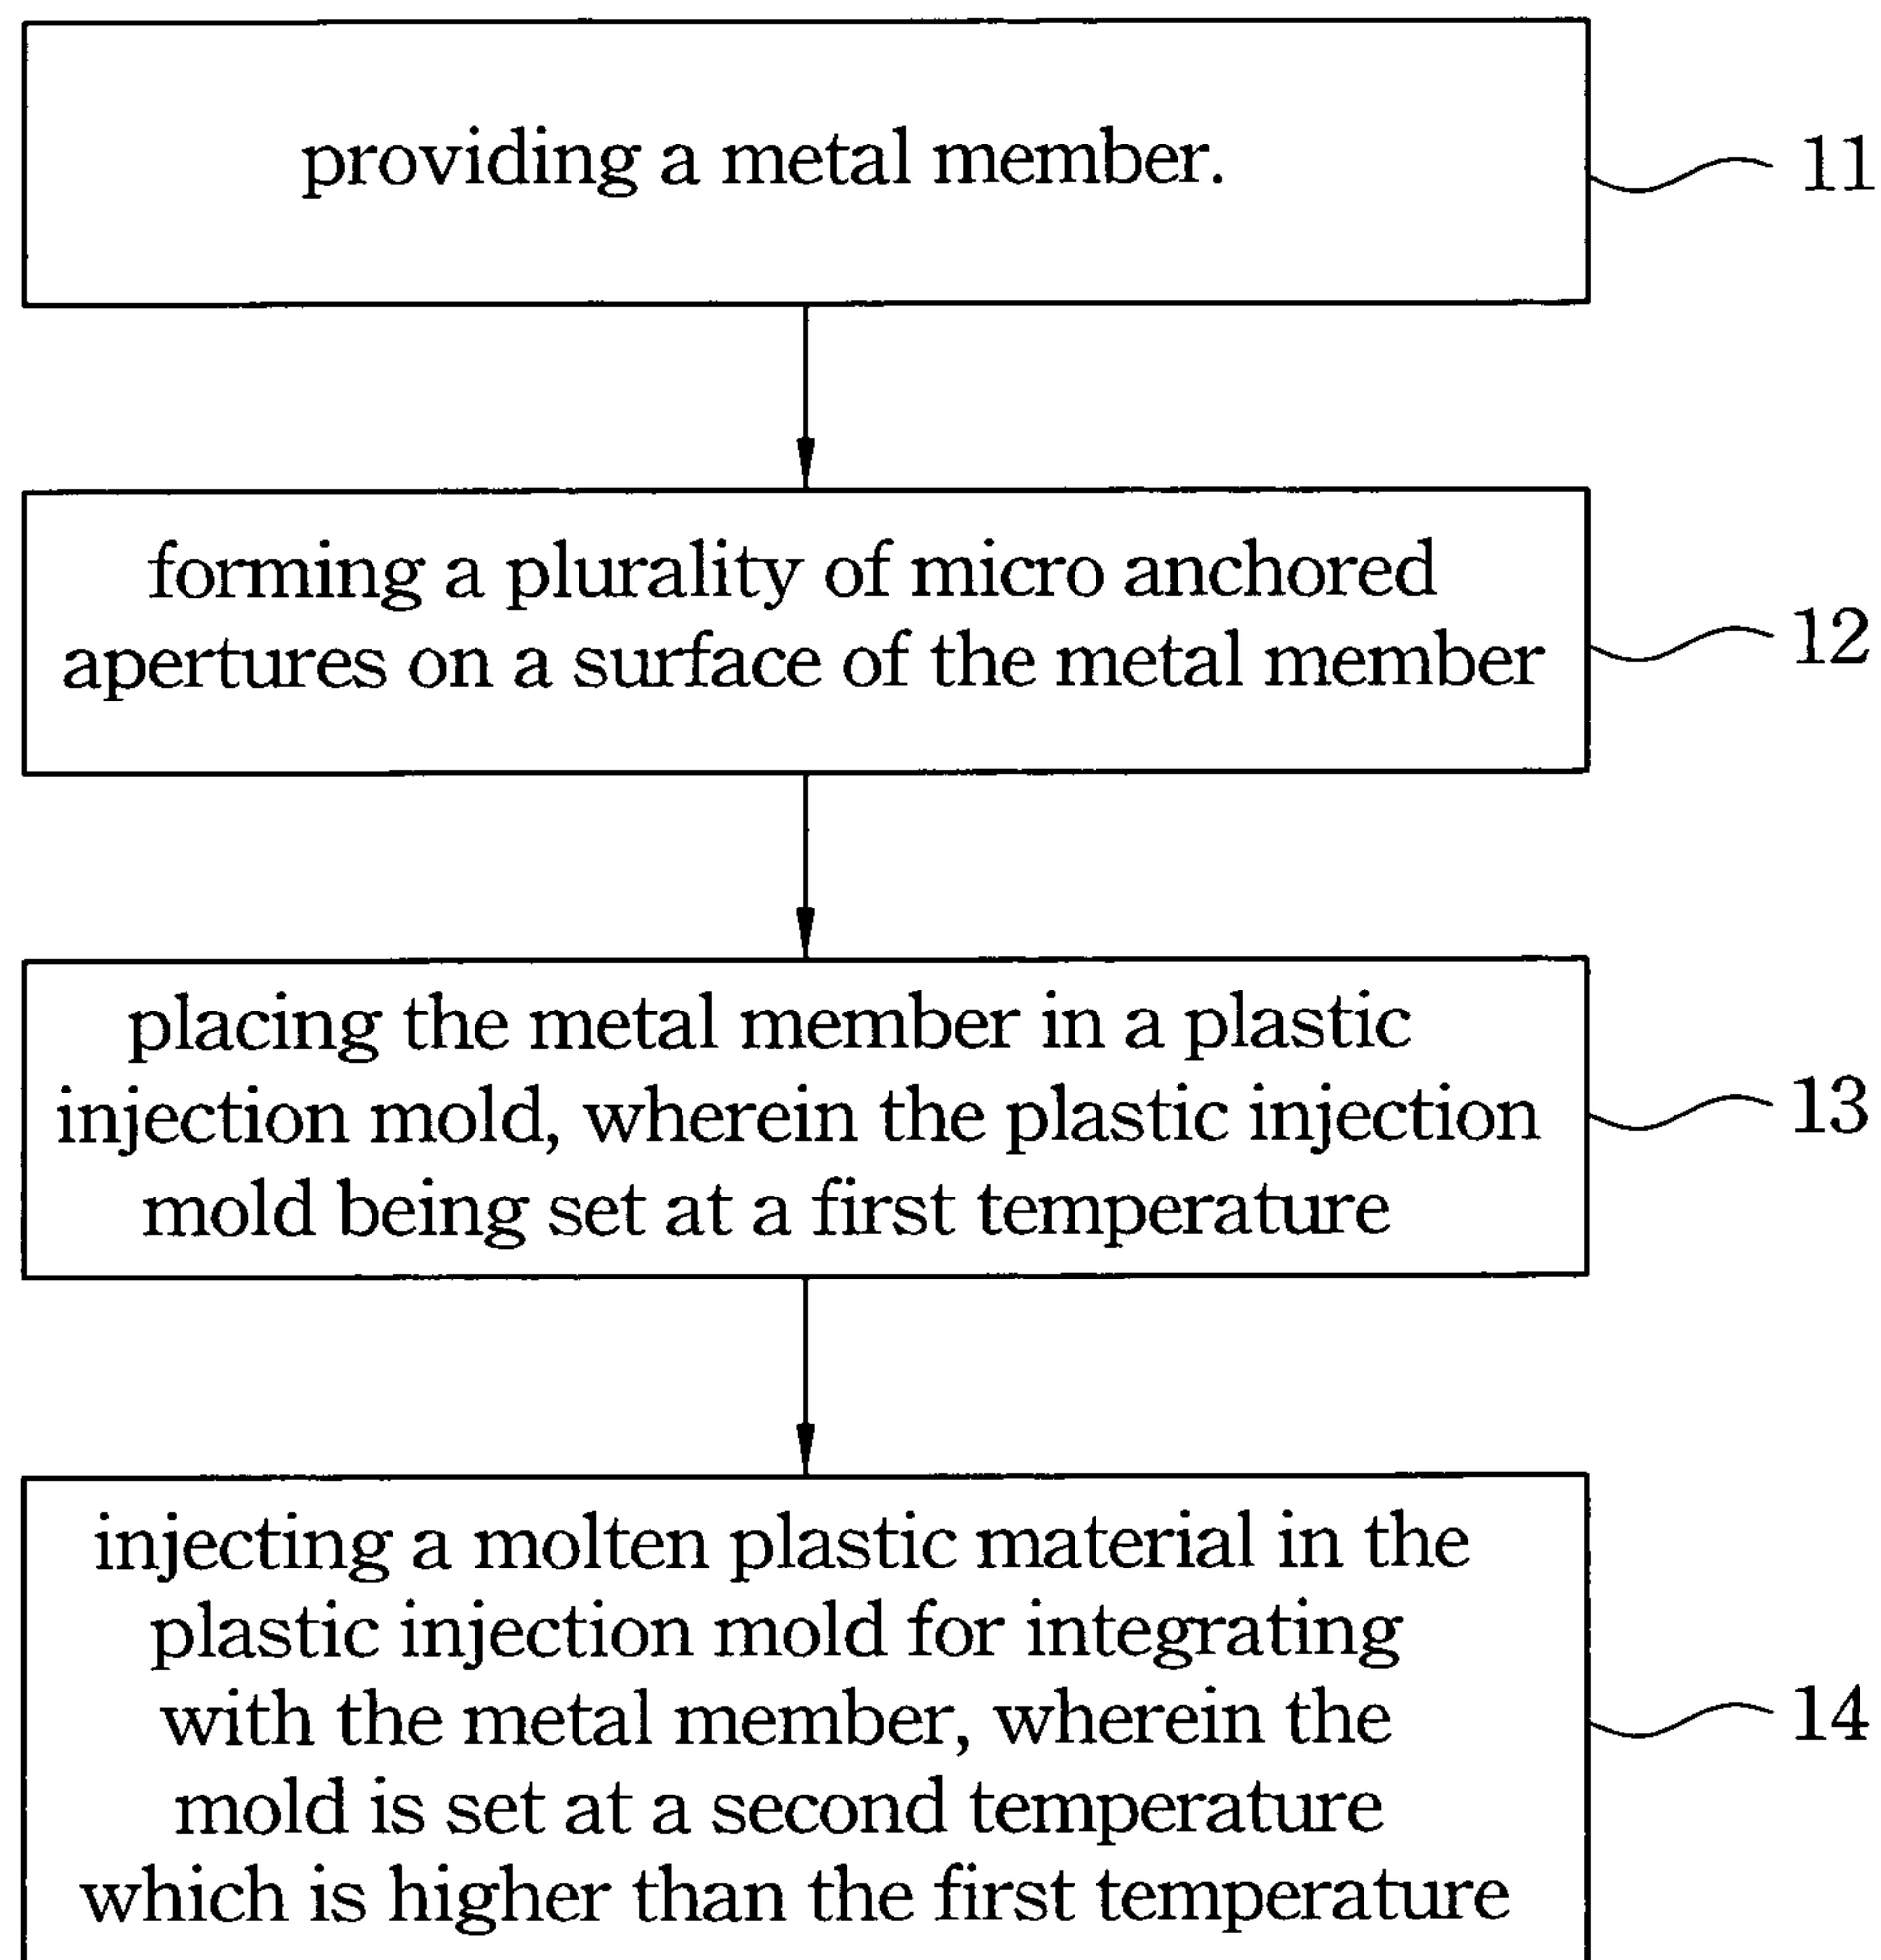 providing a metal member.
11
forming a plurality of micro anchored
apertures on a surface of the metal member
12
placing the metal member in a plastic
injection mold, wherein the plastic injection
mold being set at a first temperature
13
injecting a molten plastic material in the
plastic injection mold for integrating
with the metal member, wherein the
mold is set at a second temperature
which is higher than the first temperature
14